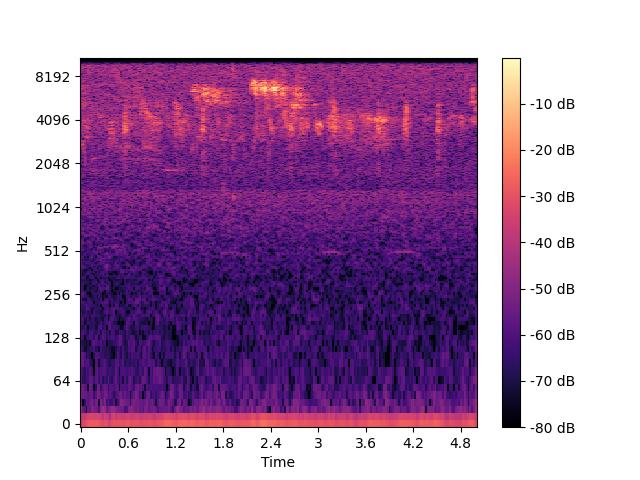 8192
4096
2048
1024
512
256
128
64
0
Hz
0 0.6 1.2 1.8 2.4 3 3.6 4.2 4.8
Time
-10 dB
-20 dB
-30 dB
-40 dB
-50 dB
-60 dB
-70 dB
-80 dB